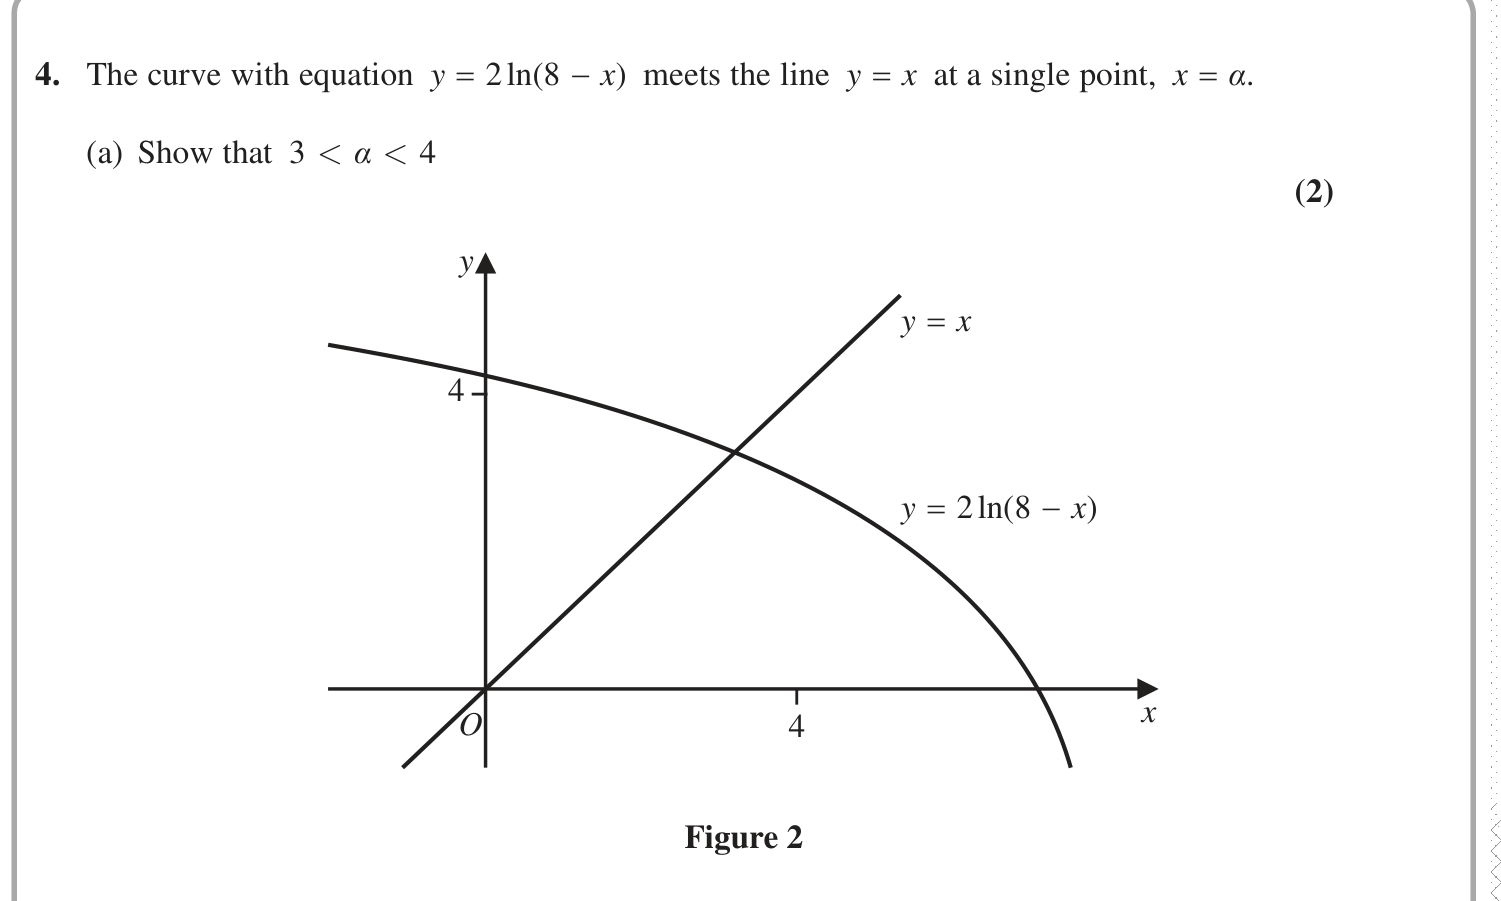 4. The curve with equation y = 2 ln(8 – x) meets the line y = x at a single point, x = α.
(a) Show that 3 < α < 4
(2)
y
y = x
4
y = 2 ln(8 – x)
O
4
x
Figure 2